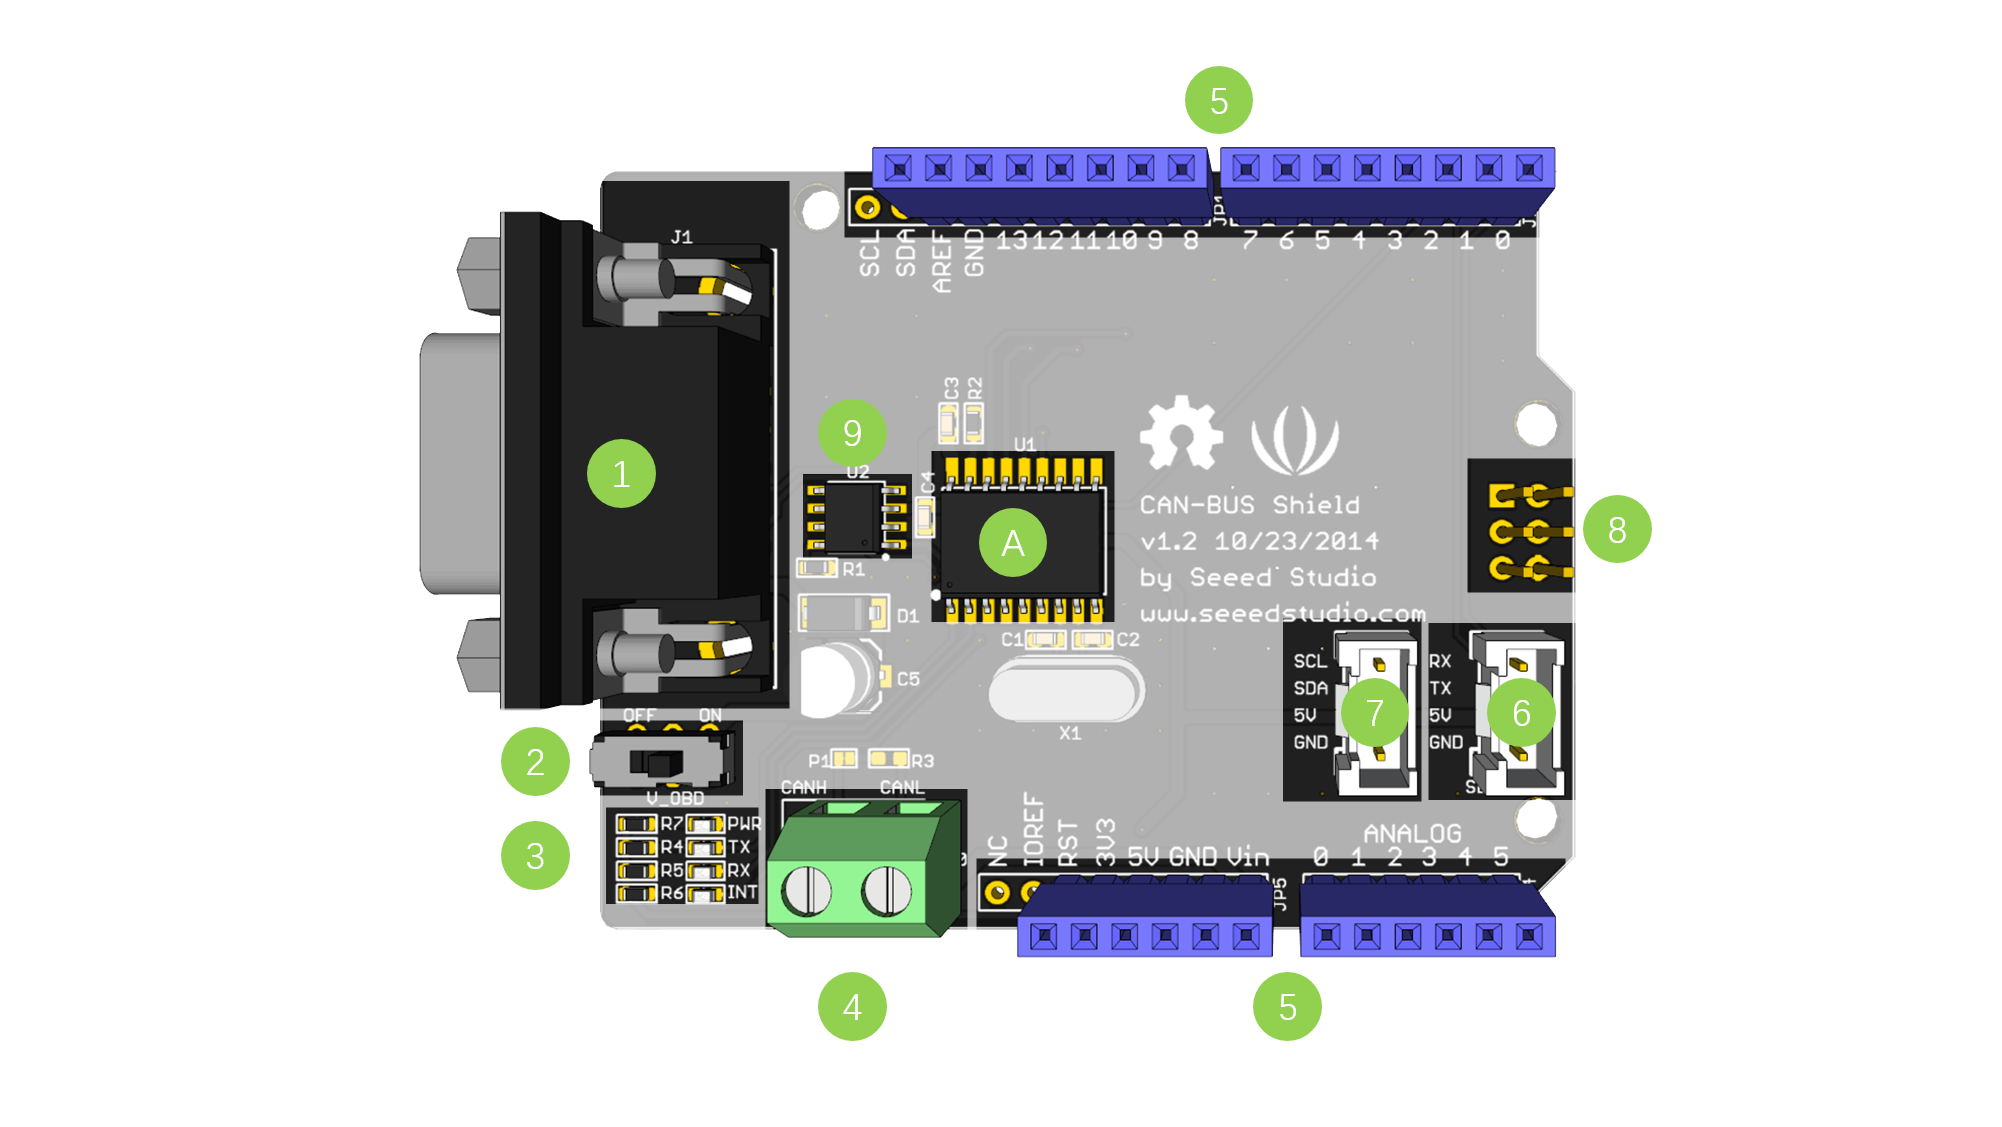 5
J1
JP1
J
SCL SDA AREF GND 13 12 11 10 9 8 7 6 5 4 3 2 1 0
C3 R2
9
U1
U2
C4
1
A
CAN-BUS Shield
v1.2 10/23/2014
by Seeed Studio
www.seeedstudio.com
8
R1
D1
C1 C2
C5
X1
SCL
SDA
5V
GND
7
RX
TX
5V
GND
6
OFF ON
2
V_OBD
P1 R3
CANH CANL
R7 PWR
R4 TX
R5 RX
R6 INT
3
ANALOG
NC IOREF RST 3V3 5V GND Vin 0 1 2 3 4 5
JP5
4
5